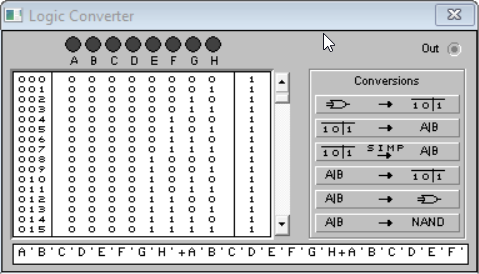 Logic Converter
Out
A B C D E F G H
000 0 0 0 0 0 0 0 0 1
001 0 0 0 0 0 0 0 1 1
002 0 0 0 0 0 0 1 0 1
003 0 0 0 0 0 0 1 1 1
004 0 0 0 0 0 1 0 0 1
005 0 0 0 0 0 1 0 1 1
006 0 0 0 0 0 1 1 0 1
007 0 0 0 0 0 1 1 1 1
008 0 0 0 0 1 0 0 0 1
009 0 0 0 0 1 0 0 1 1
010 0 0 0 0 1 0 1 0 1
011 0 0 0 0 1 0 1 1 1
012 0 0 0 0 1 1 0 0 1
013 0 0 0 0 1 1 0 1 1
014 0 0 0 0 1 1 1 0 1
015 0 0 0 0 1 1 1 1 1
Conversions
→ 10|1
10|1 → A|B
10|1 SIMP → A|B
A|B → 10|1
A|B →
A|B → NAND
A'B'C'D'E'F'G'H'+A'B'C'D'E'F'G'H+A'B'C'D'E'F'